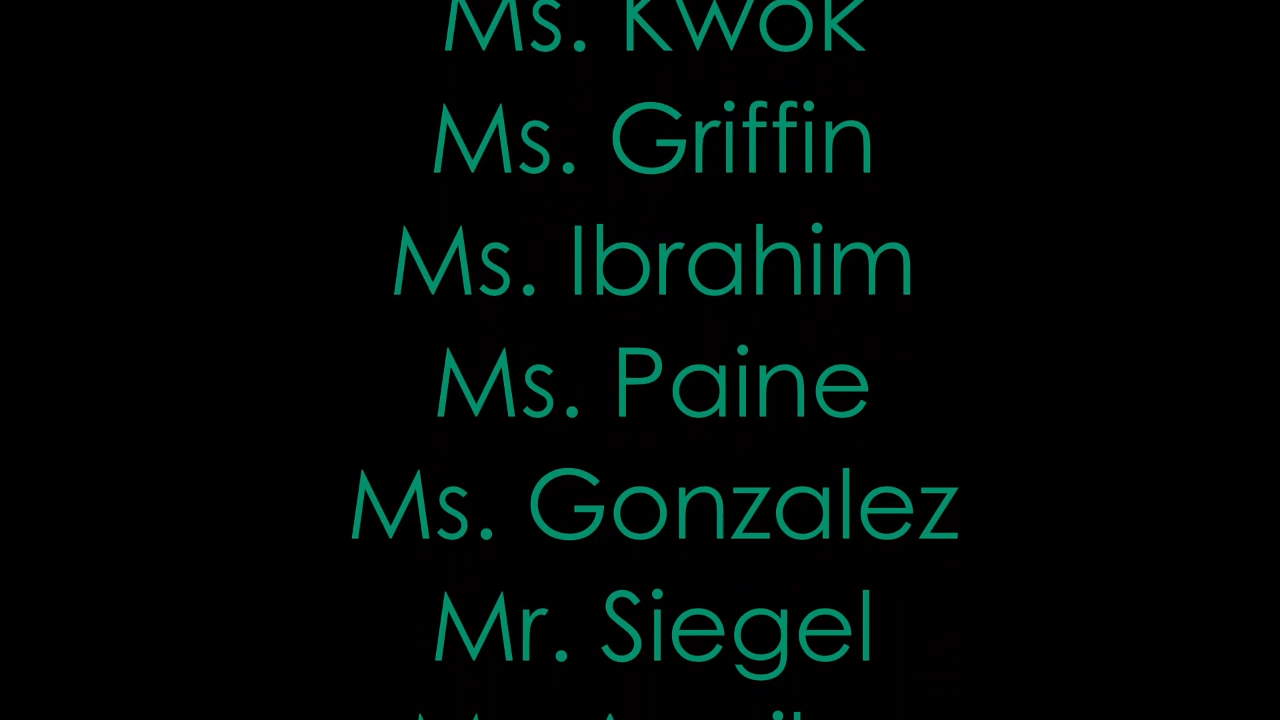 Ms. Kwok
Ms. Griffin
Ms. Ibrahim
Ms. Paine
Ms. Gonzalez
Mr. Siegel